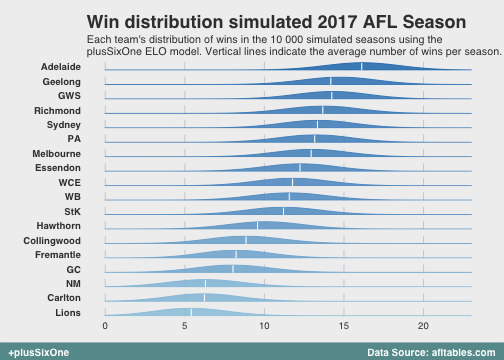 Win distribution simulated 2017 AFL Season
Each team's distribution of wins in the 10 000 simulated seasons using the
plusSixOne ELO model. Vertical lines indicate the average number of wins per season.
Adelaide
Geelong
GWS
Richmond
Sydney
PA
Melbourne
Essendon
WCE
WB
StK
Hawthorn
Collingwood
Fremantle
GC
NM
Carlton
Lions
0 5 10 15 20
+plusSixOne Data Source: afltables.com